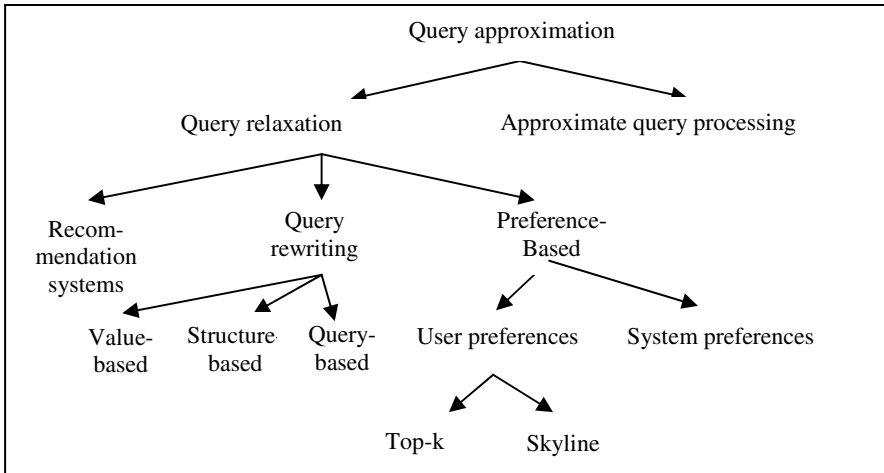 Query approximation
Query relaxation
Approximate query processing
Recom-
mendation
systems
Query
rewriting
Preference-
Based
Value-
based
Structure-
based
Query-
based
User preferences
System preferences
Top-k
Skyline